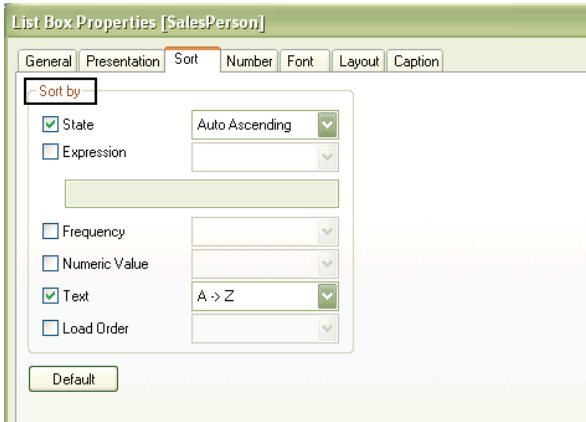 List Box Properties [SalesPerson]
General Presentation Sort Number Font Layout Caption
Sort by
State Auto Ascending
Expression
Frequency
Numeric Value
Text A -> Z
Load Order
Default